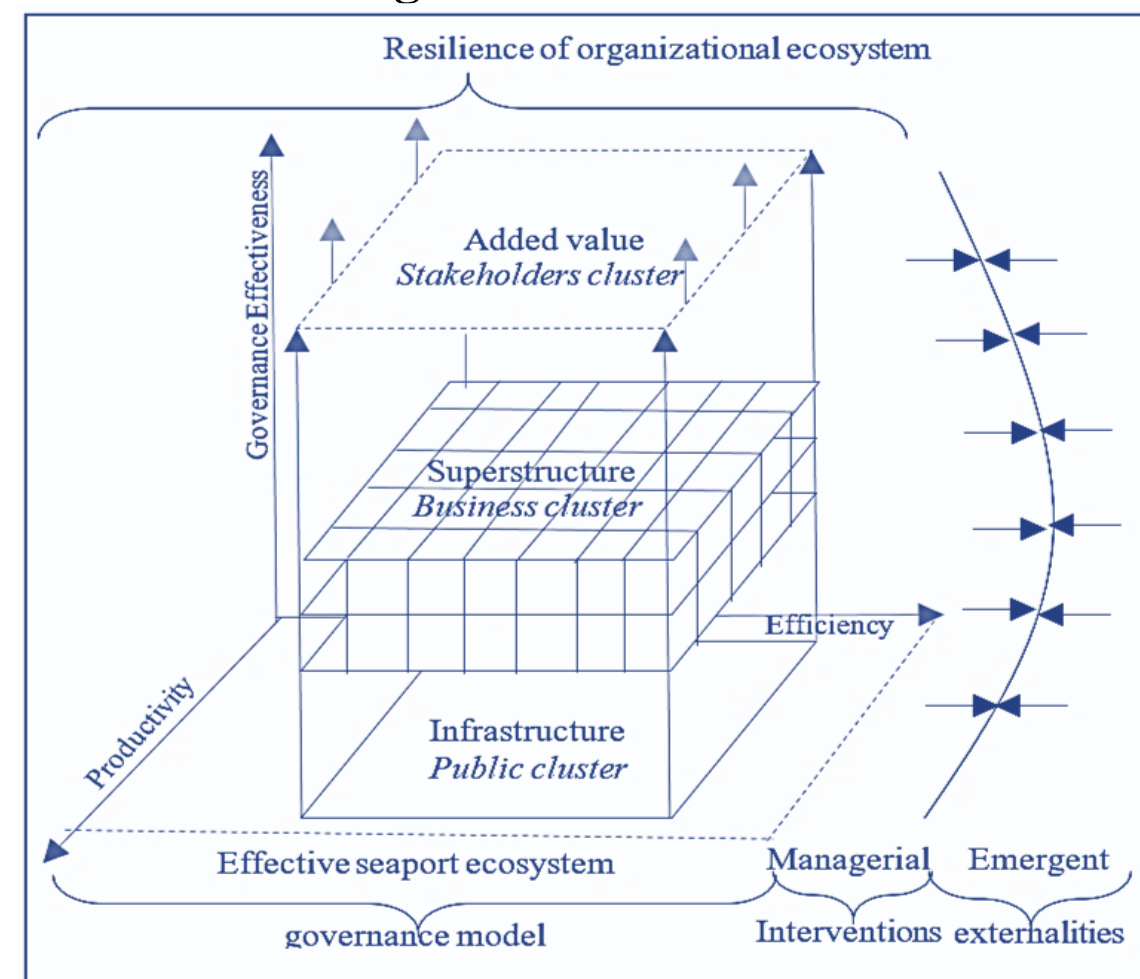 Resilience of organizational ecosystem
Governance Effectiveness
Added value
Stakeholders cluster
Superstructure
Business cluster
Efficiency
Productivity
Infrastructure
Public cluster
Effective seaport ecosystem
governance model
Managerial
Interventions
Emergent
externalities